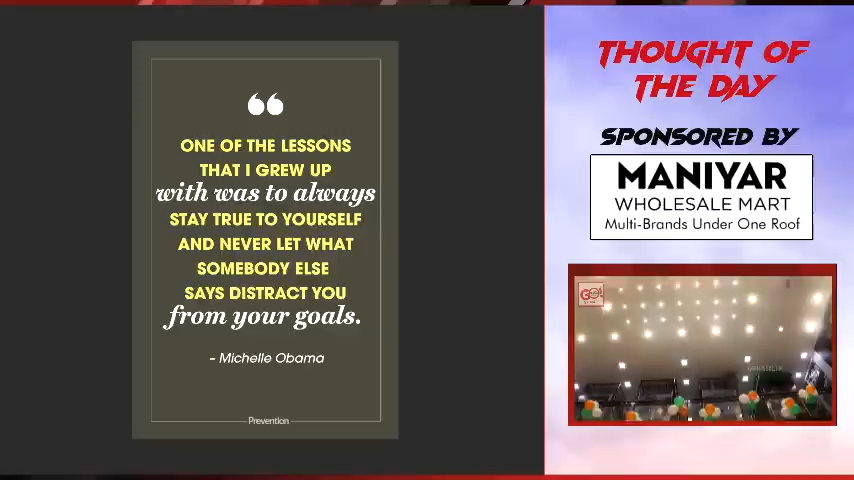 ONE OF THE LESSONS
THAT I GREW UP
with was to always
STAY TRUE TO YOURSELF
AND NEVER LET WHAT
SOMEBODY ELSE
SAYS DISTRACT YOU
from your goals.
– Michelle Obama
Prevention
THOUGHT OF
THE DAY
SPONSORED BY
MANIYAR
WHOLESALE MART
Multi-Brands Under One Roof